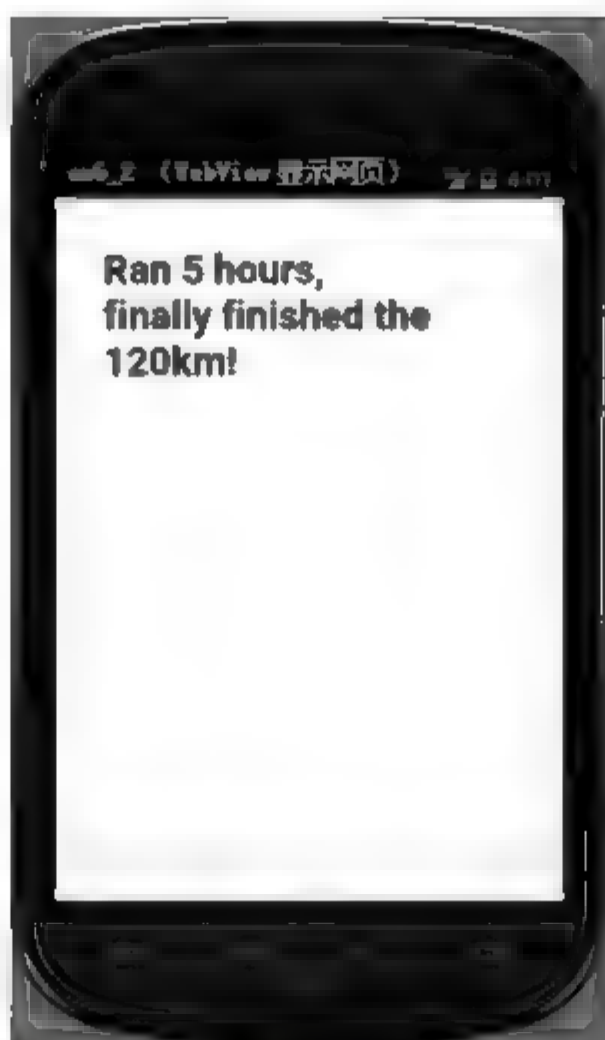 (WebView显示网页)
Ran 5 hours,
finally finished the
120km!